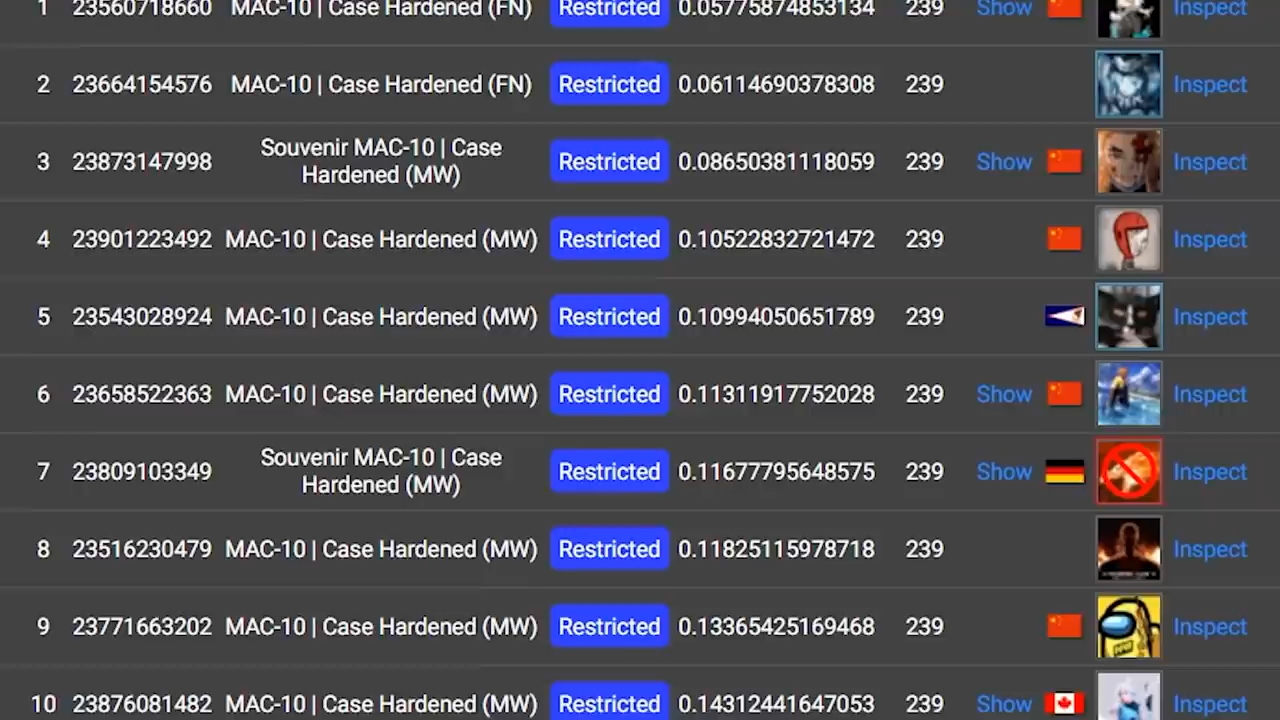 1 23560718660 MAC-10 | Case Hardened (FN) Restricted 0.05775874853134 239 Show Inspect
2 23664154576 MAC-10 | Case Hardened (FN) Restricted 0.06114690378308 239 Inspect
3 23873147998 Souvenir MAC-10 | Case
Hardened (MW) Restricted 0.08650381118059 239 Show Inspect
4 23901223492 MAC-10 | Case Hardened (MW) Restricted 0.10522832721472 239 Inspect
5 23543028924 MAC-10 | Case Hardened (MW) Restricted 0.10994050651789 239 Inspect
6 23658522363 MAC-10 | Case Hardened (MW) Restricted 0.11311917752028 239 Show Inspect
7 23809103349 Souvenir MAC-10 | Case
Hardened (MW) Restricted 0.11677795648575 239 Show Inspect
8 23516230479 MAC-10 | Case Hardened (MW) Restricted 0.11825115978718 239 Inspect
9 23771663202 MAC-10 | Case Hardened (MW) Restricted 0.13365425169468 239 Inspect
10 23876081482 MAC-10 | Case Hardened (MW) Restricted 0.14312441647053 239 Show Inspect